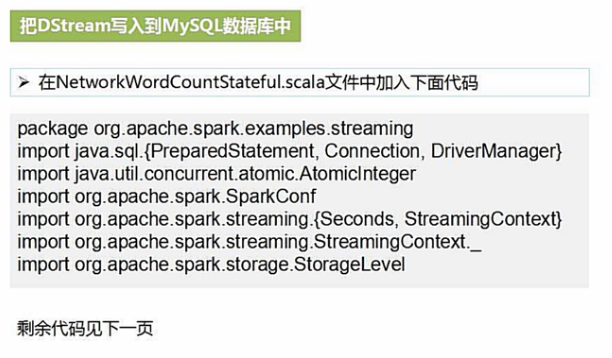 把DStream写入到MySQL数据库中
➢ 在NetworkWordCountStateful.scala文件中加入下面代码
package org.apache.spark.examples.streaming
import java.sql.{PreparedStatement, Connection, DriverManager}
import java.util.concurrent.atomic.AtomicInteger
import org.apache.spark.SparkConf
import org.apache.spark.streaming.{Seconds, StreamingContext}
import org.apache.spark.streaming.StreamingContext._
import org.apache.spark.storage.StorageLevel
剩余代码见下一页